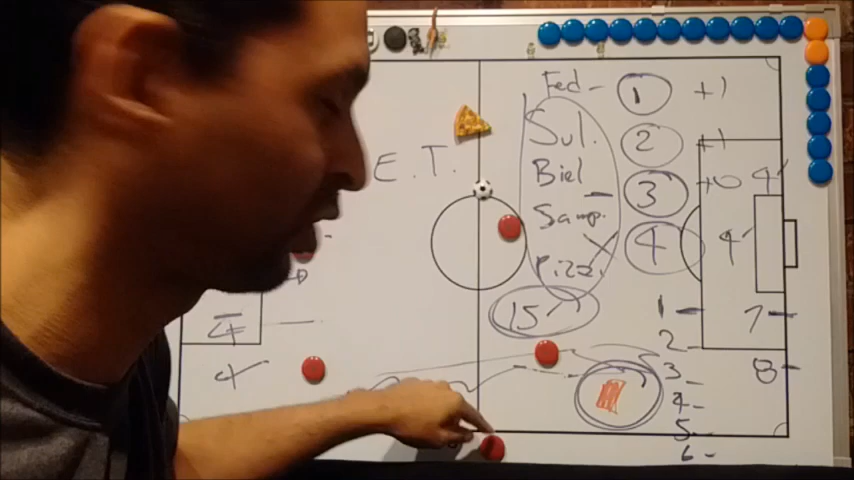 Fed - 1 +1
Sul. 2 +1
Biel 3 +0 4'
E.T.
Samp. 4 4'
Pizz.
15'
1 - 7 -
2 -
4
3 -
8 -
4 -
5 -
6 -